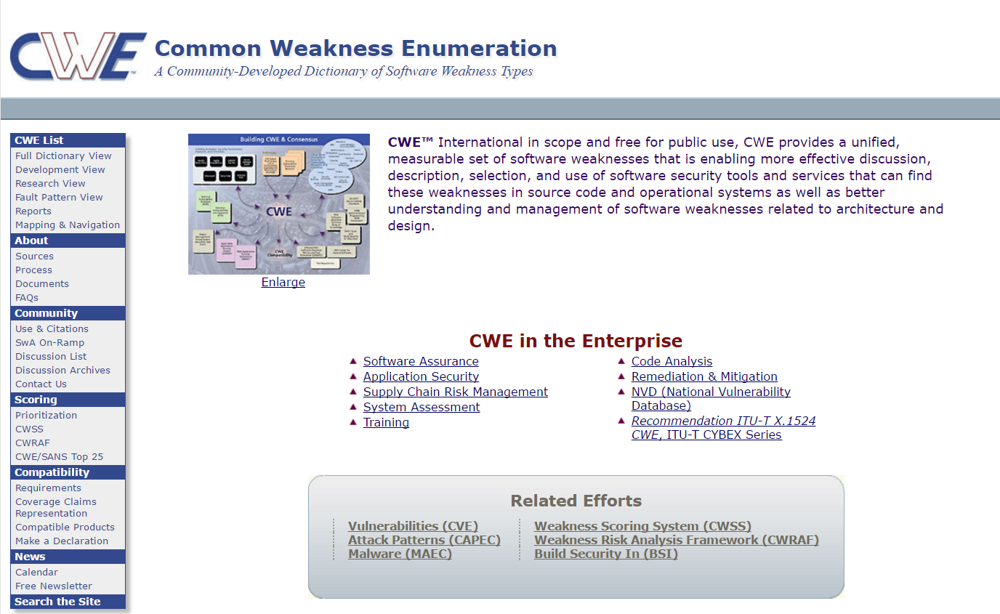 CWE™
Common Weakness Enumeration
A Community-Developed Dictionary of Software Weakness Types
CWE List
Full Dictionary View
Development View
Research View
Fault Pattern View
Reports
Mapping & Navigation
About
Sources
Process
Documents
FAQs
Community
Use & Citations
SwA On-Ramp
Discussion List
Discussion Archives
Contact Us
Scoring
Prioritization
CWSS
CWRAF
CWE/SANS Top 25
Compatibility
Requirements
Coverage Claims
Representation
Compatible Products
Make a Declaration
News
Calendar
Free Newsletter
Search the Site
Building CWE & Consensus
CWE
CWE
Compatibility
Enlarge
CWE™ International in scope and free for public use, CWE provides a unified,
measurable set of software weaknesses that is enabling more effective discussion,
description, selection, and use of software security tools and services that can find
these weaknesses in source code and operational systems as well as better
understanding and management of software weaknesses related to architecture and
design.
CWE in the Enterprise
Software Assurance
Application Security
Supply Chain Risk Management
System Assessment
Training
Code Analysis
Remediation & Mitigation
NVD (National Vulnerability
Database)
Recommendation ITU-T X.1524
CWE, ITU-T CYBEX Series
Related Efforts
Vulnerabilities (CVE)
Attack Patterns (CAPEC)
Malware (MAEC)
Weakness Scoring System (CWSS)
Weakness Risk Analysis Framework (CWRAF)
Build Security In (BSI)